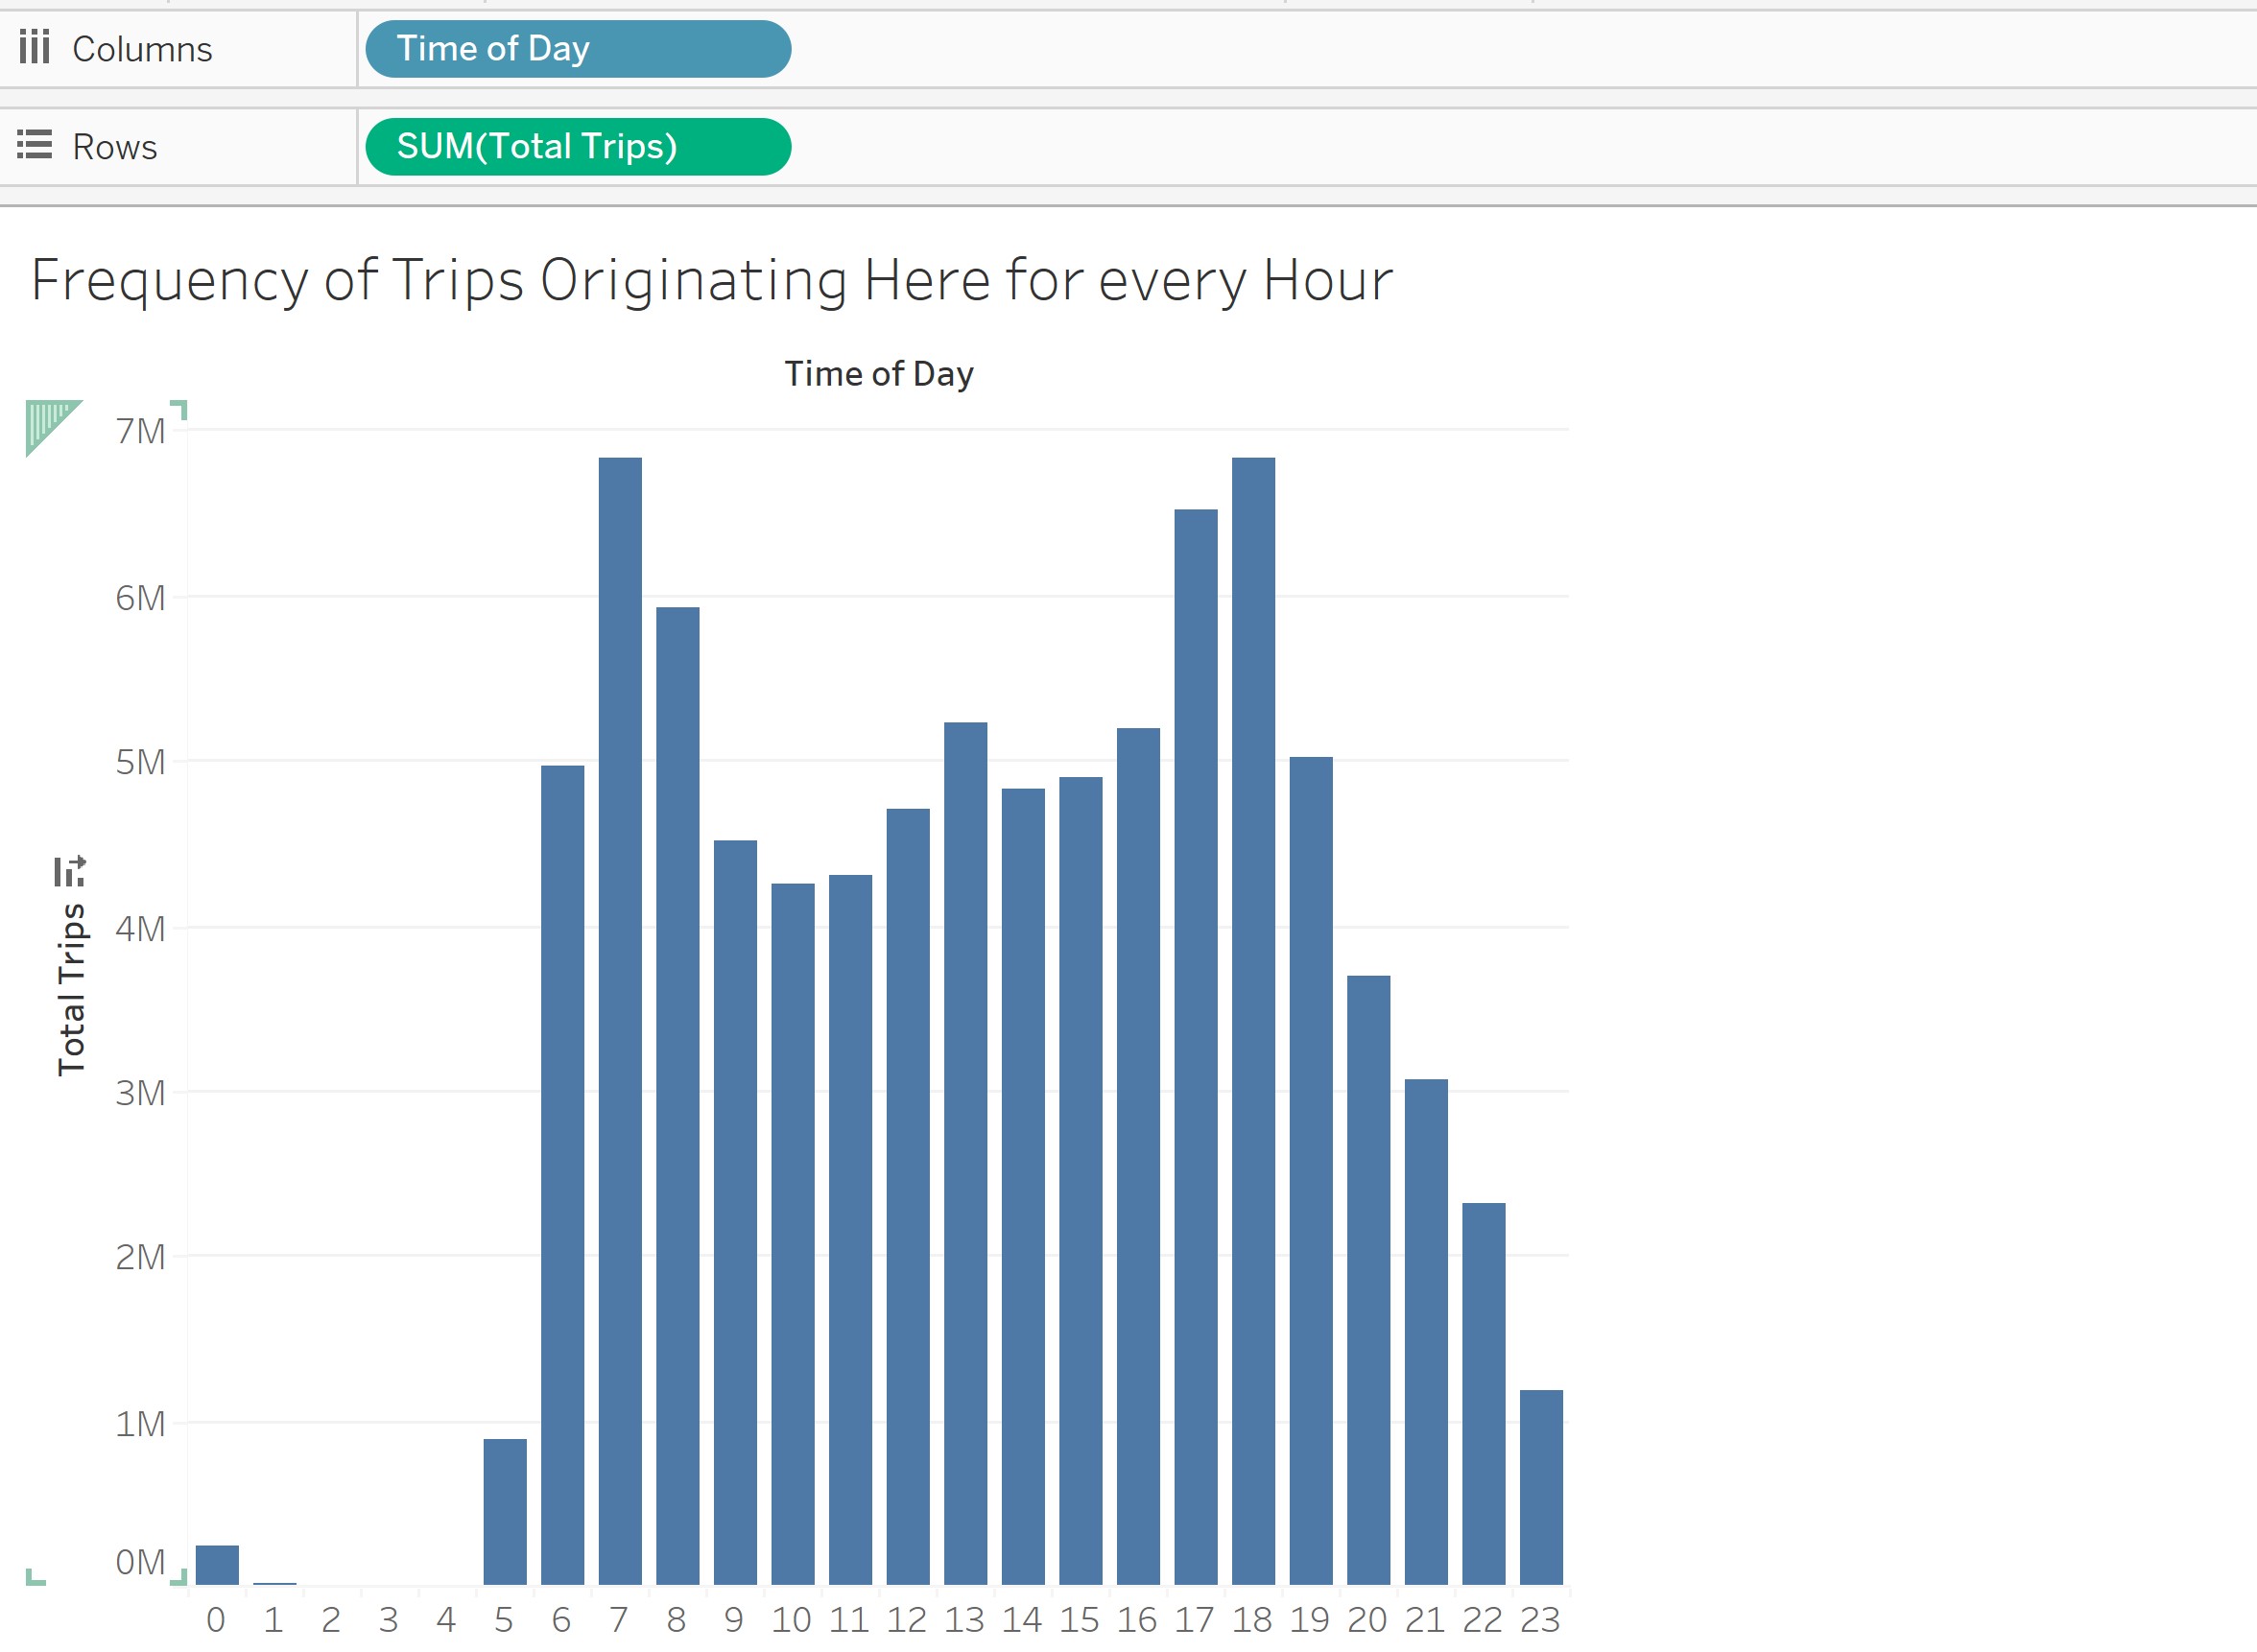 Columns Time of Day
Rows SUM(Total Trips)
Frequency of Trips Originating Here for every Hour
Time of Day
7M
6M
5M
4M
3M
2M
1M
0M
Total Trips
0 1 2 3 4 5 6 7 8 9 10 11 12 13 14 15 16 17 18 19 20 21 22 23